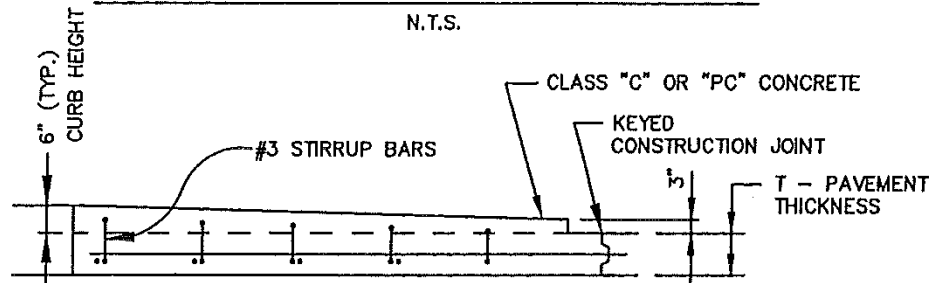 N.T.S.
6" (TYP.)
CURB HEIGHT
CLASS "C" OR "PC" CONCRETE
KEYED
CONSTRUCTION JOINT
#3 STIRRUP BARS
3"
T - PAVEMENT
THICKNESS